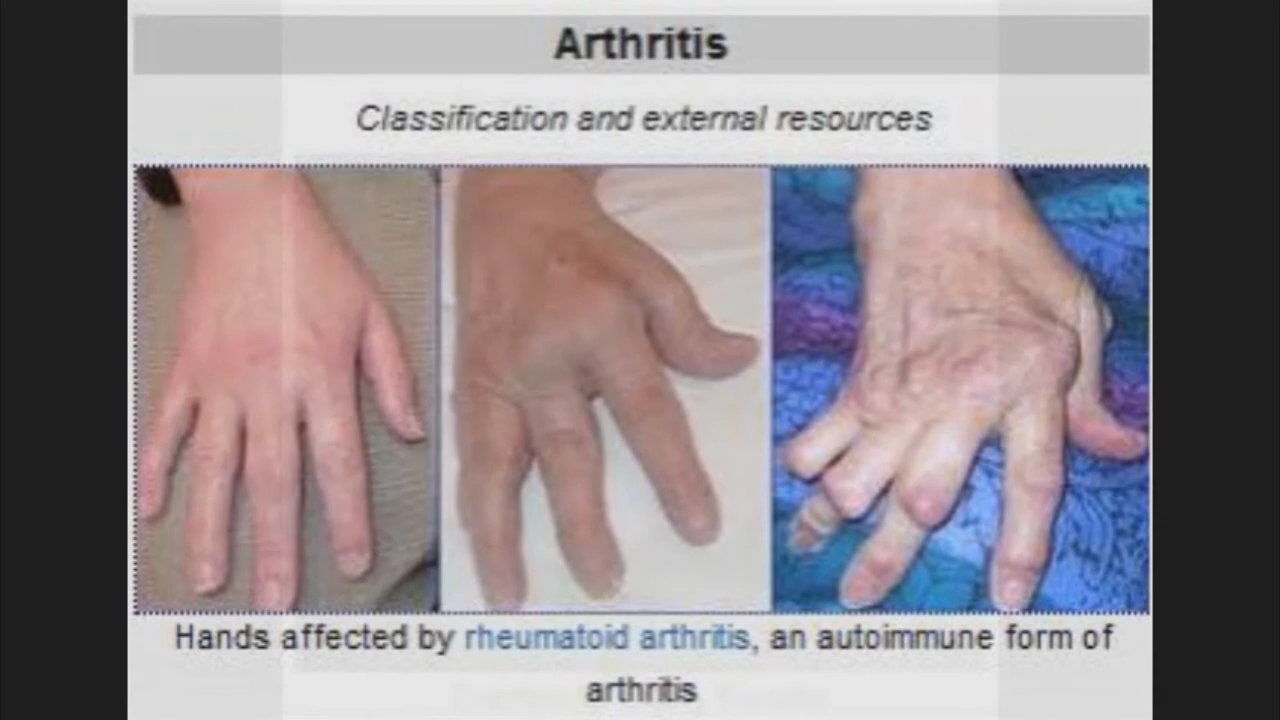 Arthritis
Classification and external resources
Hands affected by rheumatoid arthritis, an autoimmune form of
arthritis